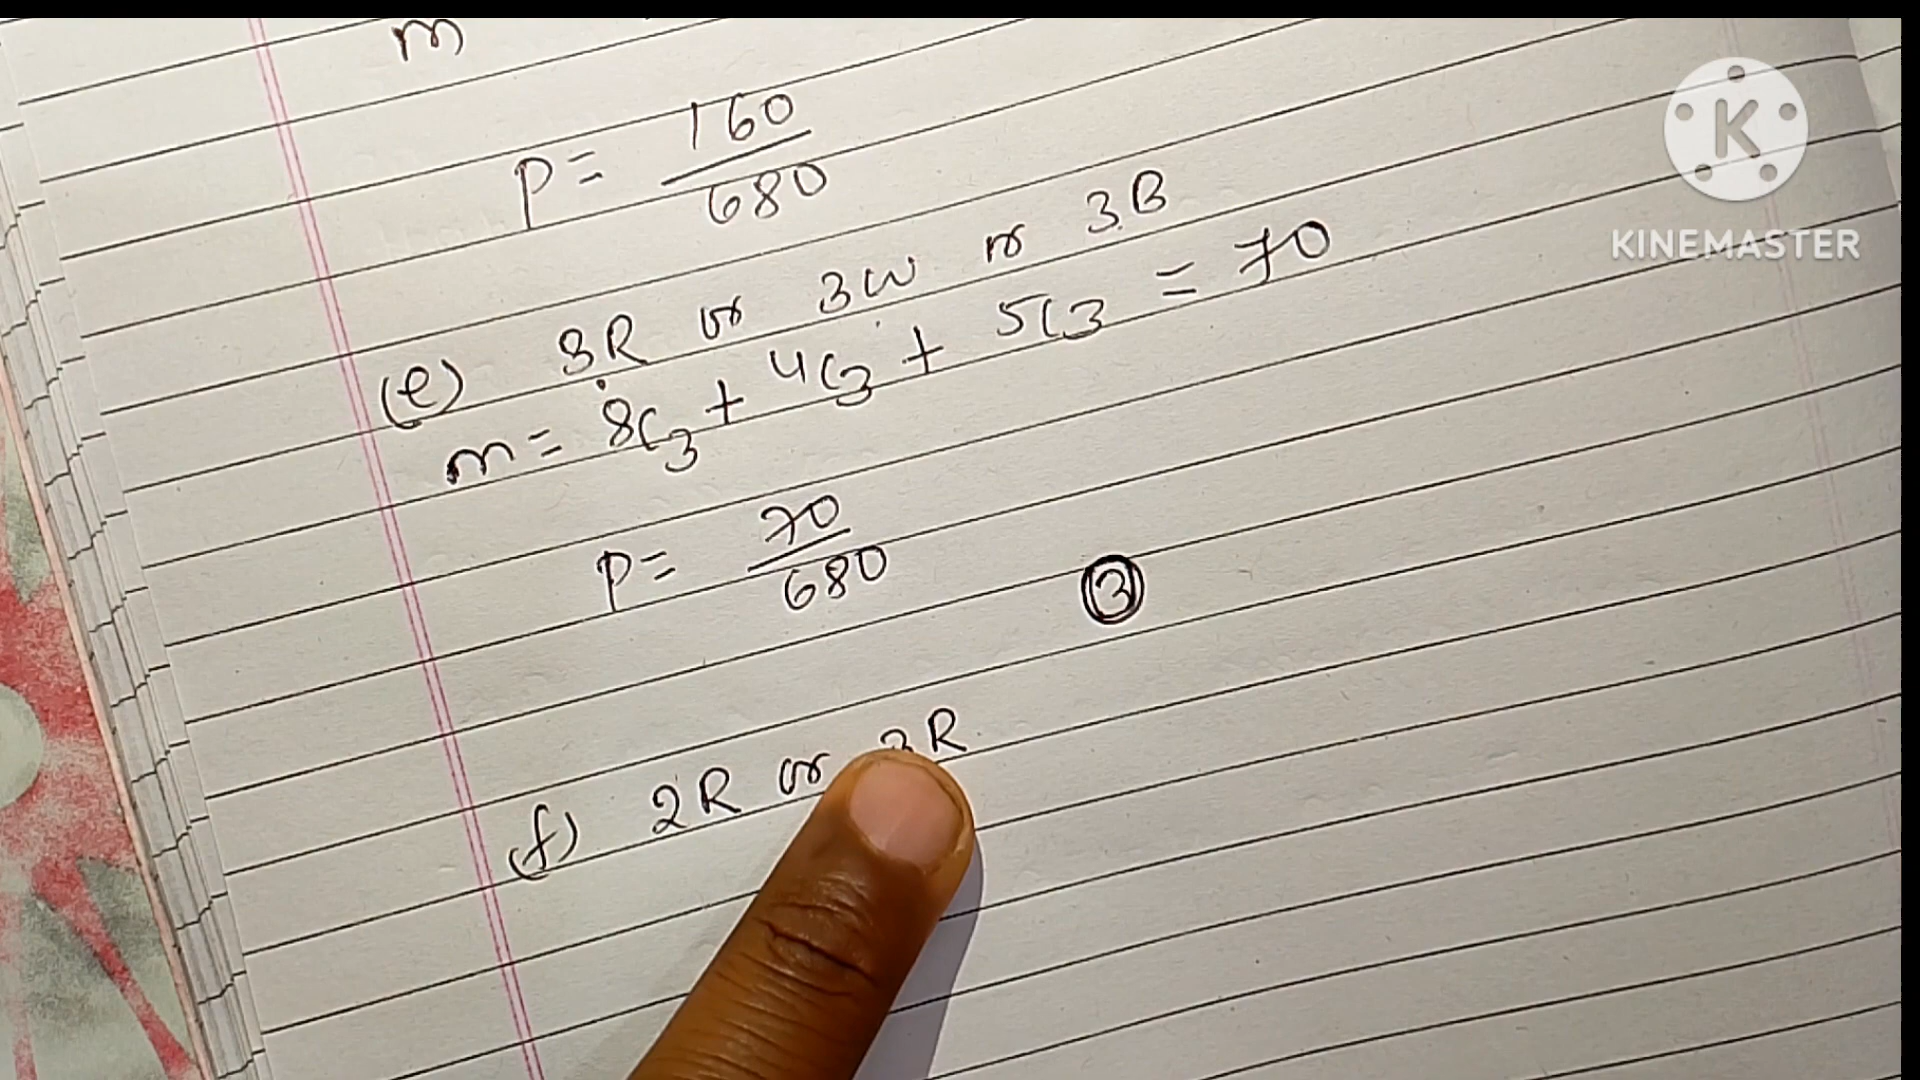 m
P = 160/680
(e) 3R or 3W or 3B
m = 8C3 + 4C3 + 5C3 = 70
P = 70/680
3
(f) 2R or 3R
K
KINEMASTER